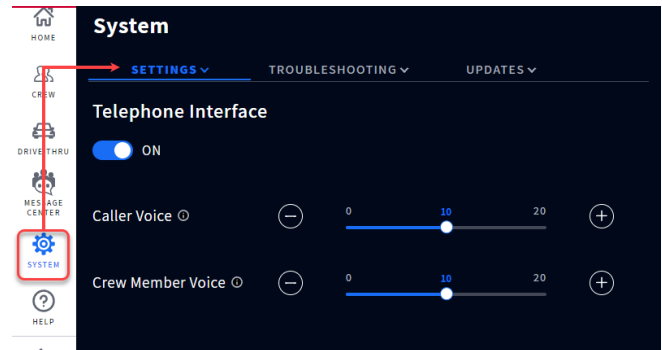 HOME
CREW
DRIVE THRU
MESSAGE
CENTER
SYSTEM
HELP
System
SETTINGS
TROUBLESHOOTING
UPDATES
Telephone Interface
ON
Caller Voice
0 10 20
Crew Member Voice
0 10 20